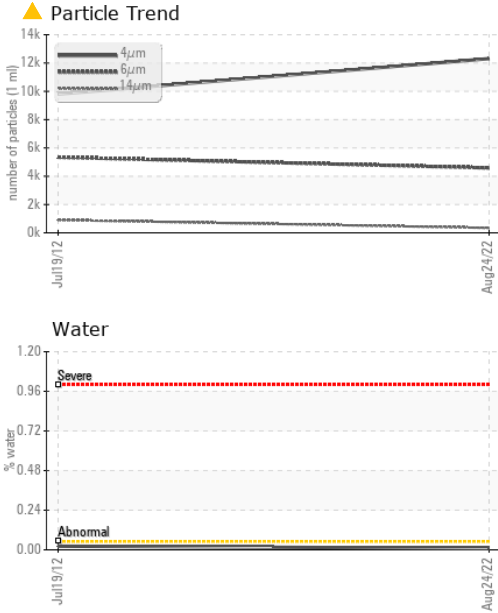 Particle Trend
number of particles (1 ml)
14k
12k
10k
8k
6k
4k
2k
0k
4µm
6µm
14µm
Jul19/12
Aug24/22
Water
% water
1.20
0.96
0.72
0.48
0.24
0.00
Severe
Abnormal
Jul19/12
Aug24/22